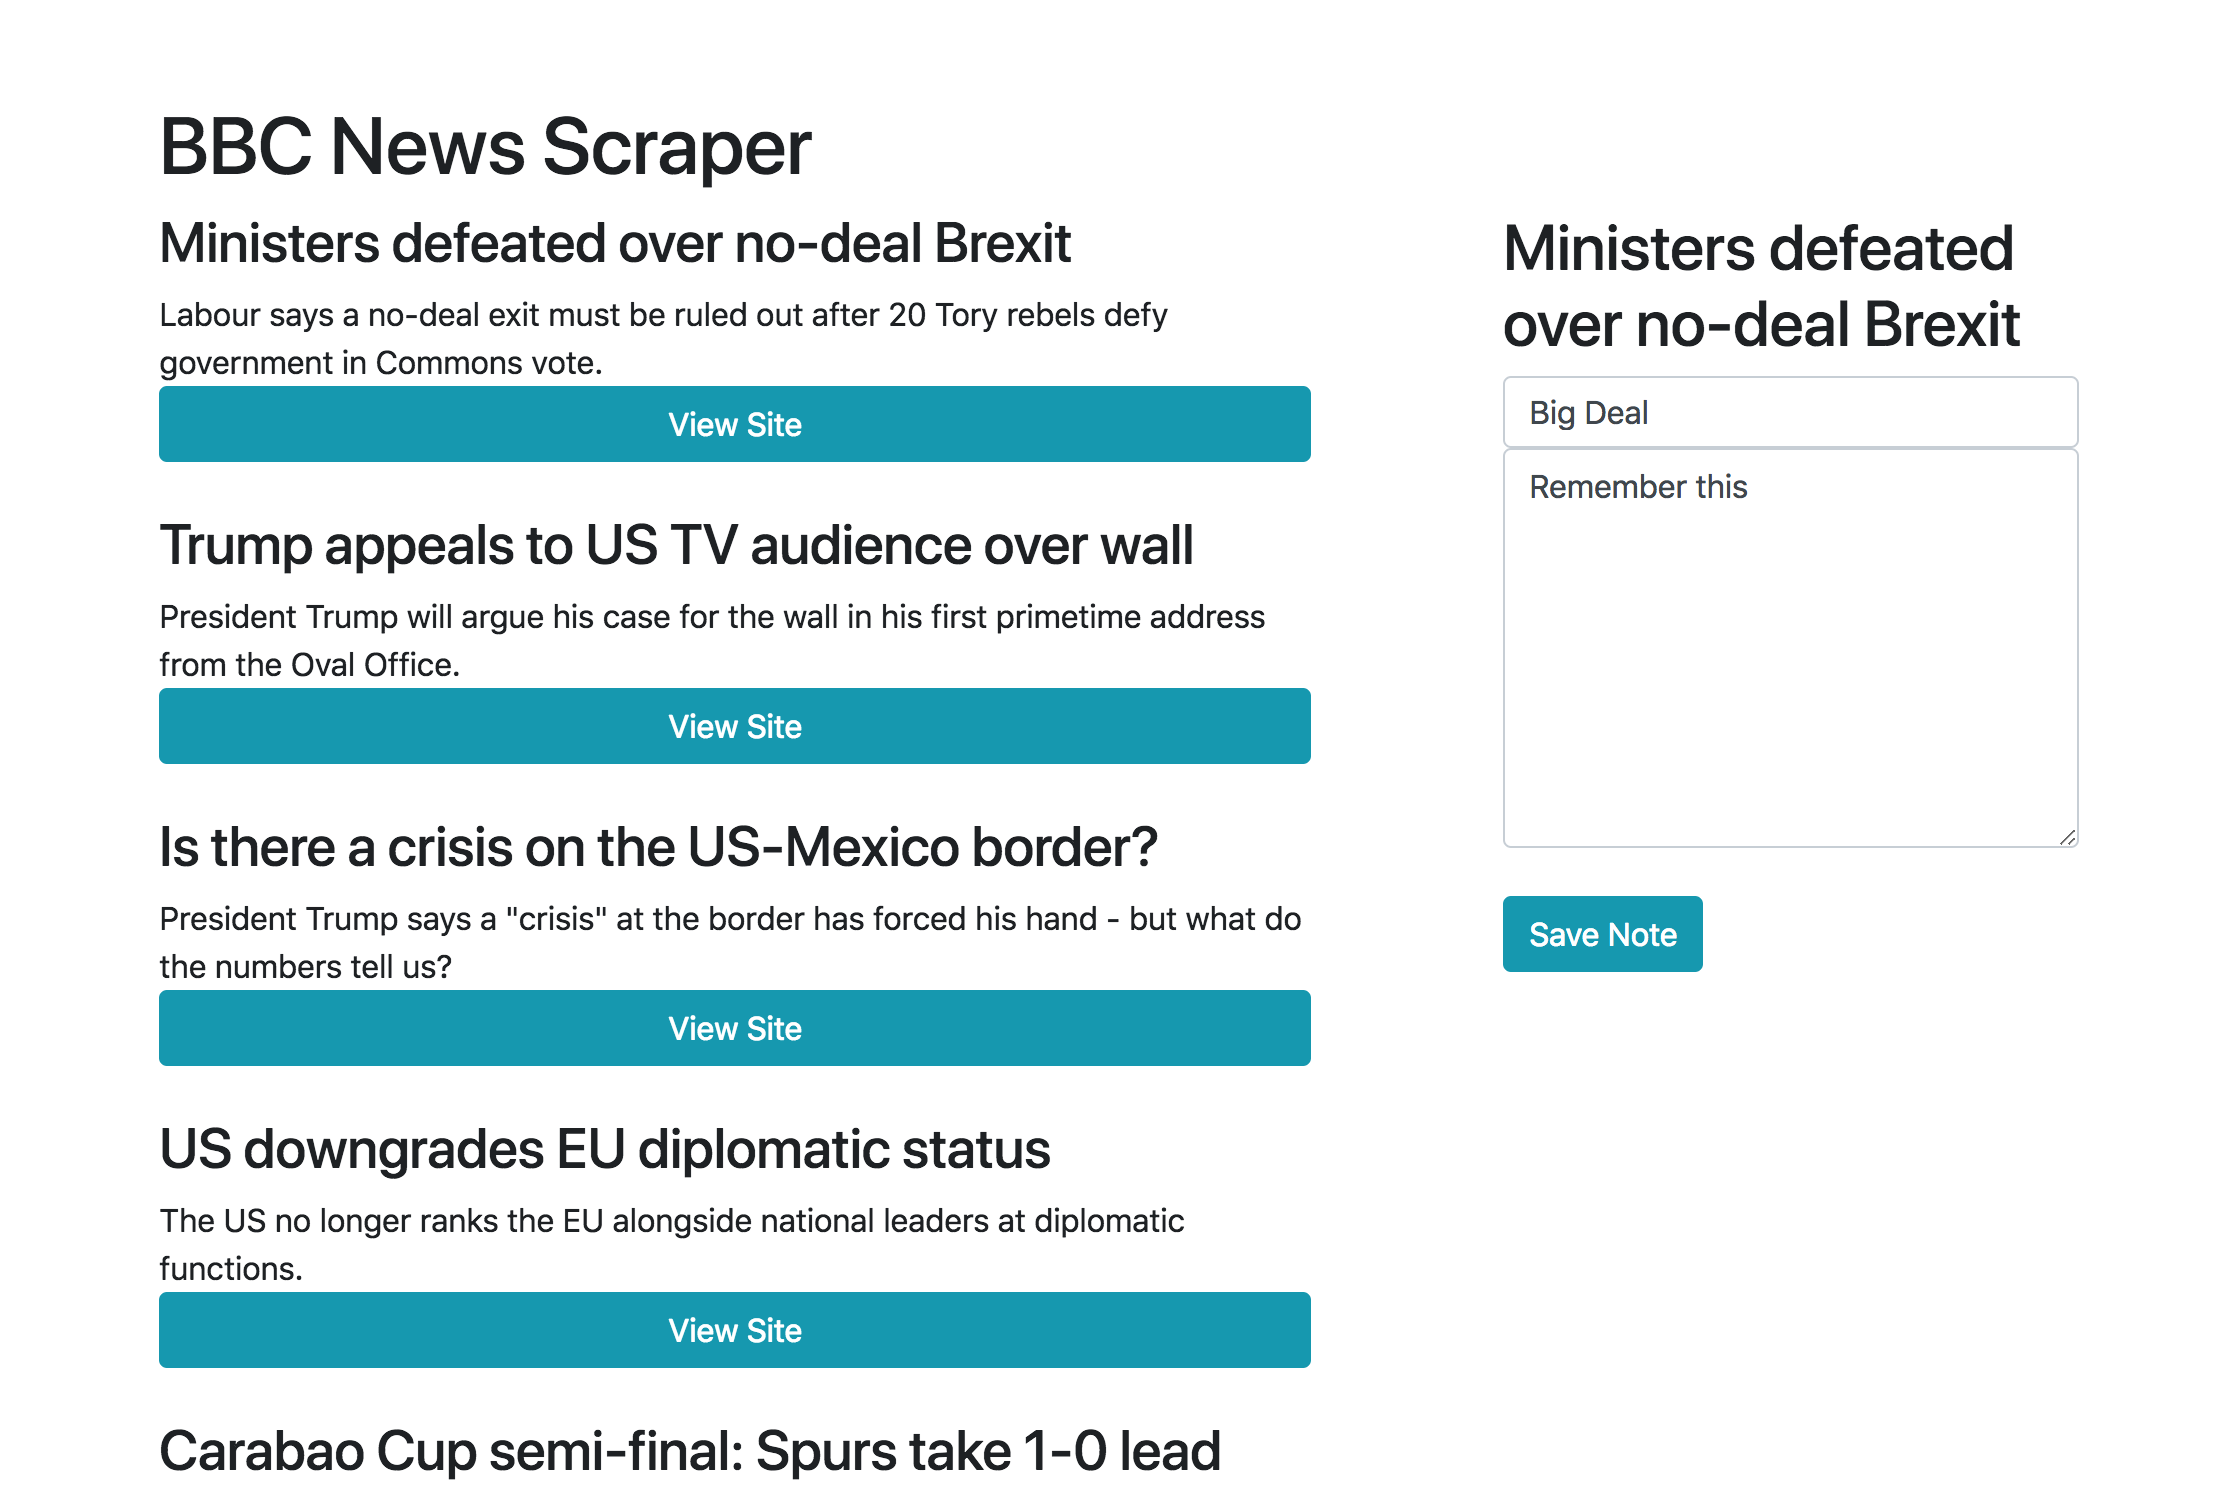 BBC News Scraper
Ministers defeated over no-deal Brexit
Labour says a no-deal exit must be ruled out after 20 Tory rebels defy
government in Commons vote.
View Site
Trump appeals to US TV audience over wall
President Trump will argue his case for the wall in his first primetime address
from the Oval Office.
View Site
Is there a crisis on the US-Mexico border?
President Trump says a "crisis" at the border has forced his hand - but what do
the numbers tell us?
View Site
US downgrades EU diplomatic status
The US no longer ranks the EU alongside national leaders at diplomatic
functions.
View Site
Carabao Cup semi-final: Spurs take 1-0 lead
Ministers defeated
over no-deal Brexit
Big Deal
Remember this
Save Note